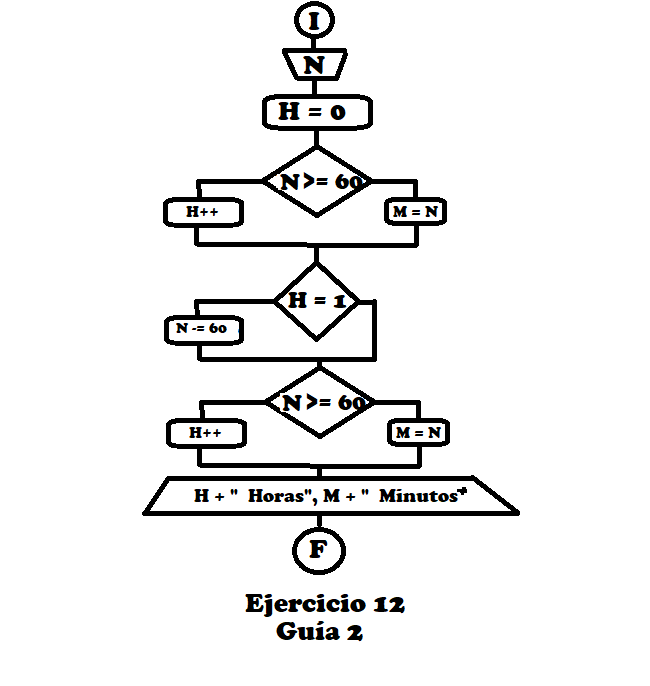 I
N
H = 0
N >= 60
H++
M = N
H = 1
N -= 60
N >= 60
H++
M = N
H + " Horas", M + " Minutos"
F
Ejercicio 12
Guía 2